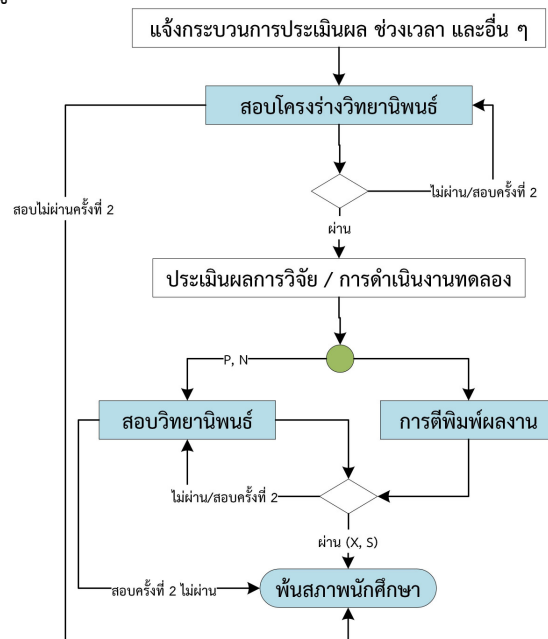 แจ้งกระบวนการประเมินผล ช่วงเวลา และอื่น ๆ
สอบโครงร่างวิทยานิพนธ์
ไม่ผ่าน/สอบครั้งที่ 2
สอบไม่ผ่านครั้งที่ 2
ผ่าน
ประเมินผลการวิจัย / การดำเนินงานทดลอง
P, N
สอบวิทยานิพนธ์
การตีพิมพ์ผลงาน
ไม่ผ่าน/สอบครั้งที่ 2
ผ่าน (X, S)
สอบครั้งที่ 2 ไม่ผ่าน
พ้นสภาพนักศึกษา